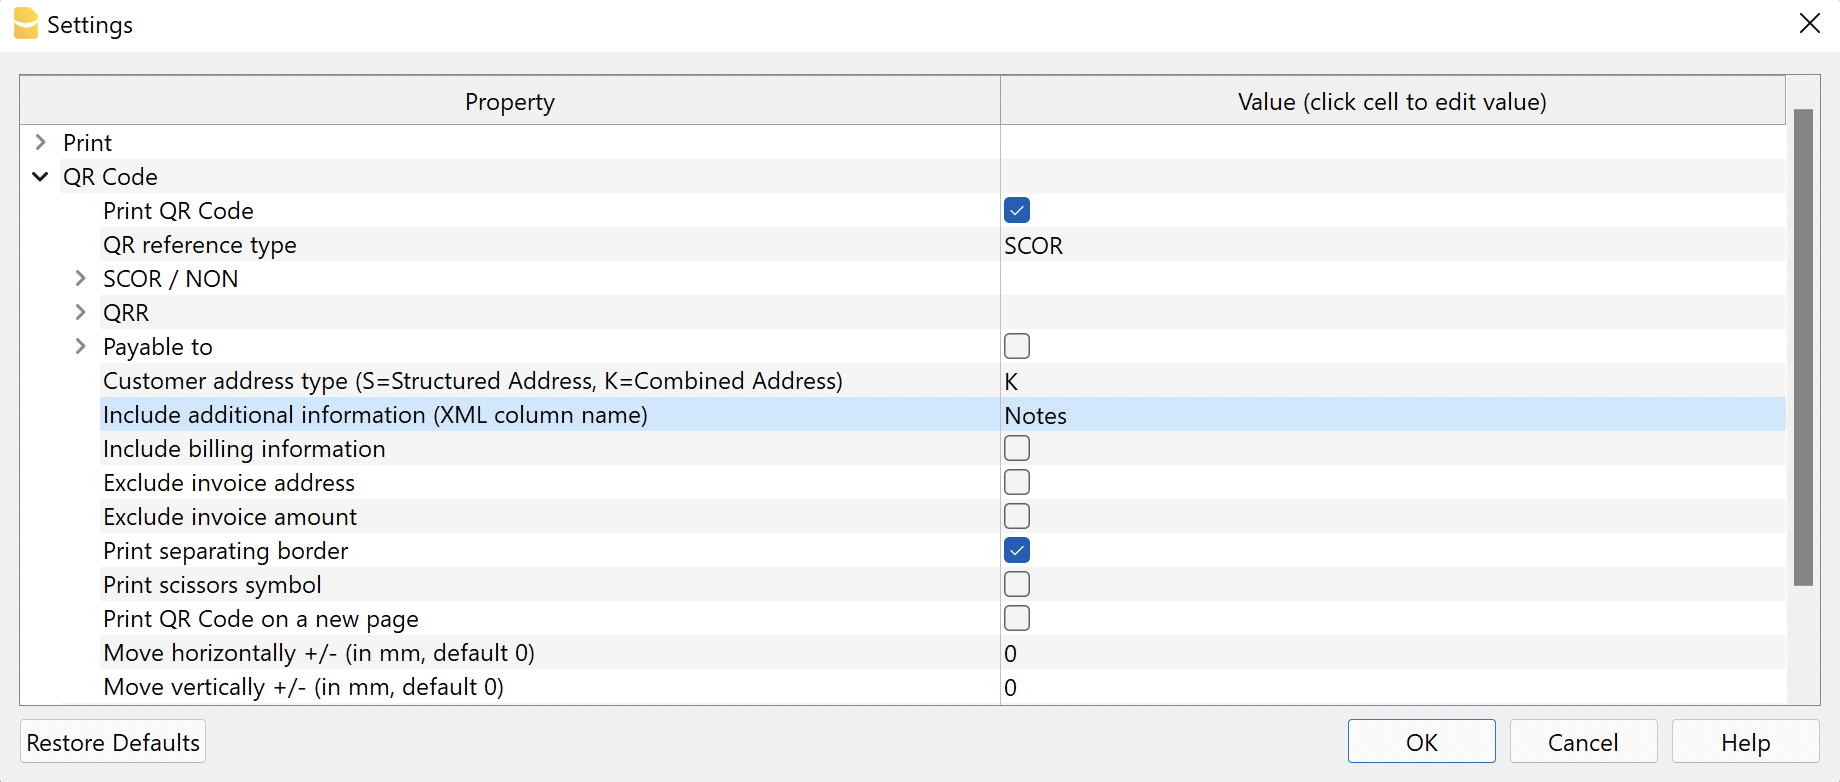 Settings
Property Value (click cell to edit value)
Print
QR Code
Print QR Code
QR reference type SCOR
SCOR / NON
QRR
Payable to
Customer address type (S=Structured Address, K=Combined Address) K
Include additional information (XML column name) Notes
Include billing information
Exclude invoice address
Exclude invoice amount
Print separating border
Print scissors symbol
Print QR Code on a new page
Move horizontally +/- (in mm, default 0) 0
Move vertically +/- (in mm, default 0) 0
Restore Defaults OK Cancel Help